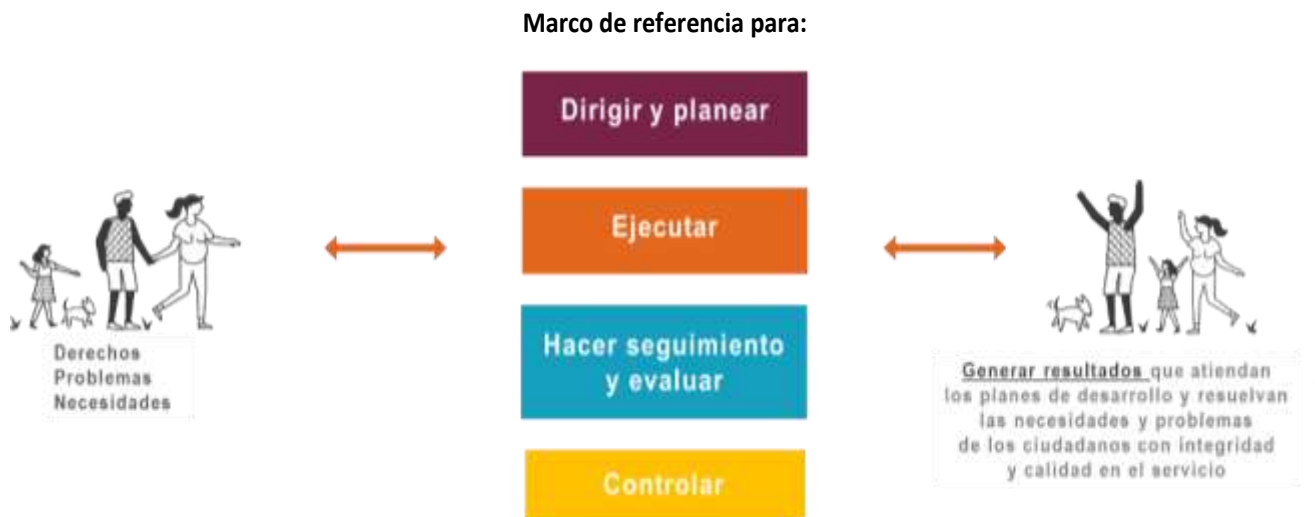 Marco de referencia para:
Dirigir y planear
Ejecutar
Hacer seguimiento
y evaluar
Controlar
Derechos
Problemas
Necesidades
Generar resultados que atiendan
los planes de desarrollo y resuelvan
las necesidades y problemas
de los ciudadanos con integridad
y calidad en el servicio